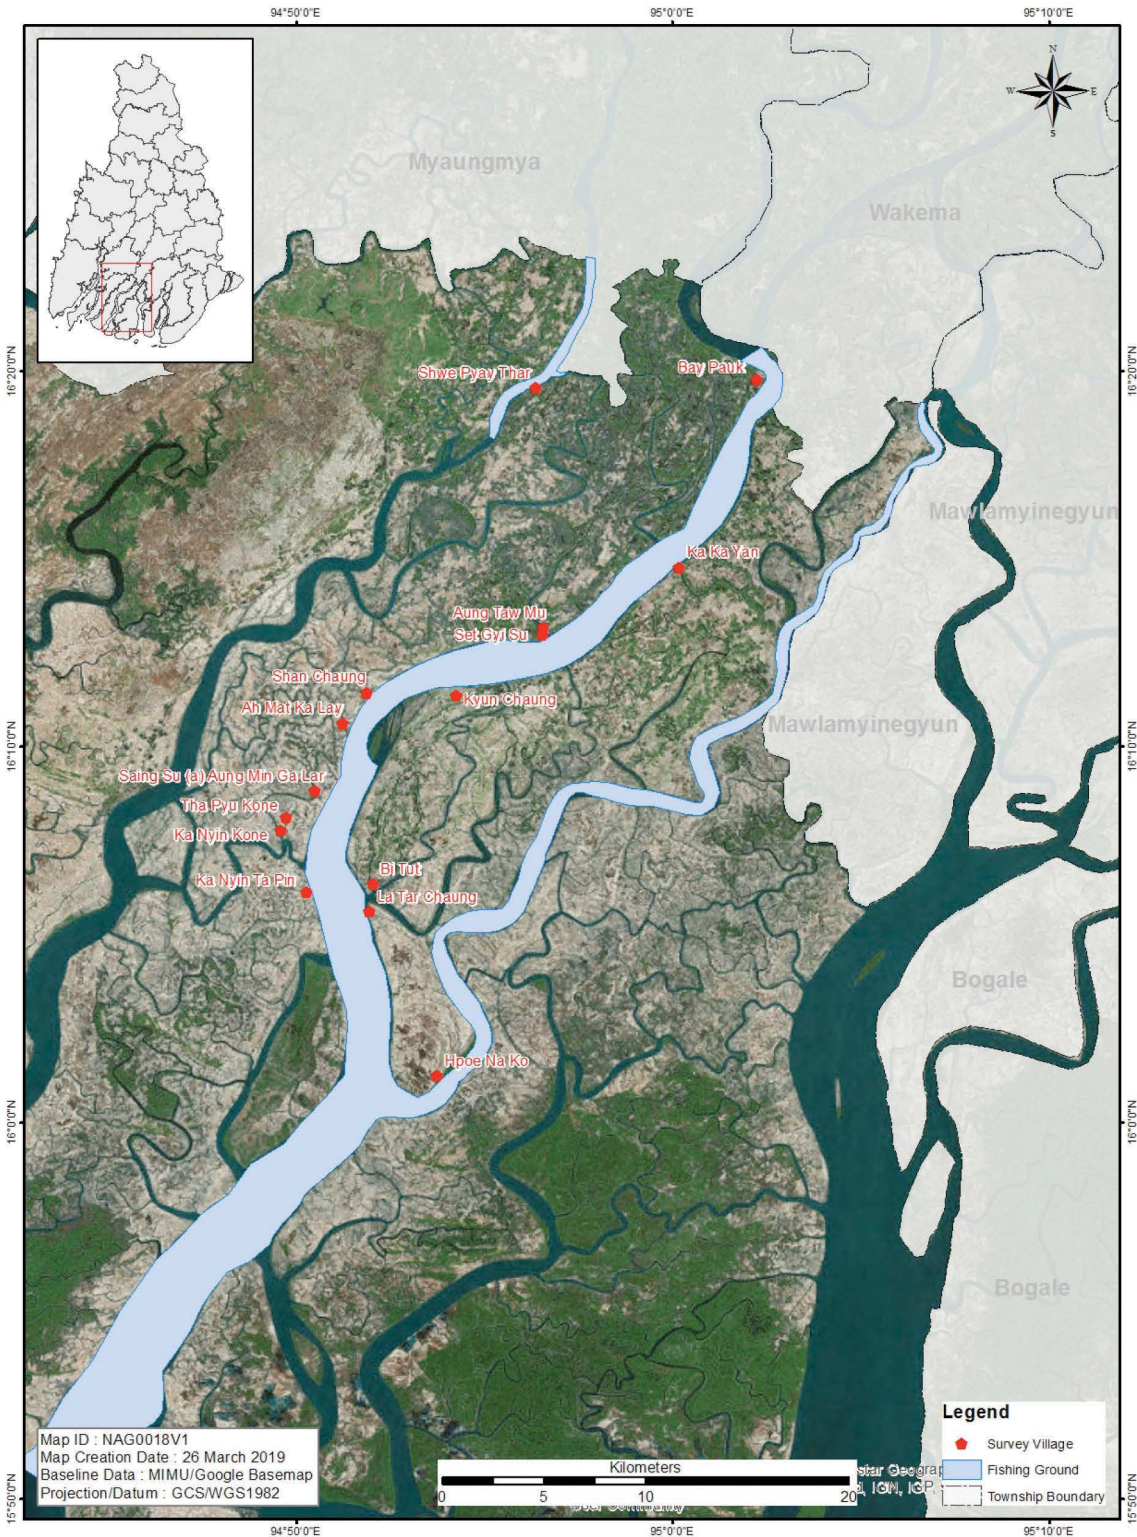 94°50'0"E
95°0'0"E
95°10'0"E
N
W
E
S
Myaungmya
Wakema
16°20'0"N
16°20'0"N
Shwe Pyay Thar
Bay Pauk
Mawlamyinegyun
Ka Ka Yan
Aung Taw Mu
Set Gyi Su
Shan Chaung
Kyun Chaung
Ah Mat Ka Lay
Mawlamyinegyun
16°10'0"N
16°10'0"N
Saing Su (a) Aung Min Ga Lar
Tha Pyu Kone
Ka Nyin Kone
Bi Tut
Ka Nyin Ta Pin
La Tar Chaung
Bogale
Hpoe Na Ko
16°0'0"N
16°0'0"N
Bogale
Legend
Survey Village
Fishing Ground
Township Boundary
Map ID : NAG0018V1
Map Creation Date : 26 March 2019
Baseline Data : MIMU/Google Basemap
Projection/Datum : GCS/WGS1982
Kilometers
0 5 10 20
IGN, IGP,
15°50'0"N
15°50'0"N
94°50'0"E
95°0'0"E
95°10'0"E